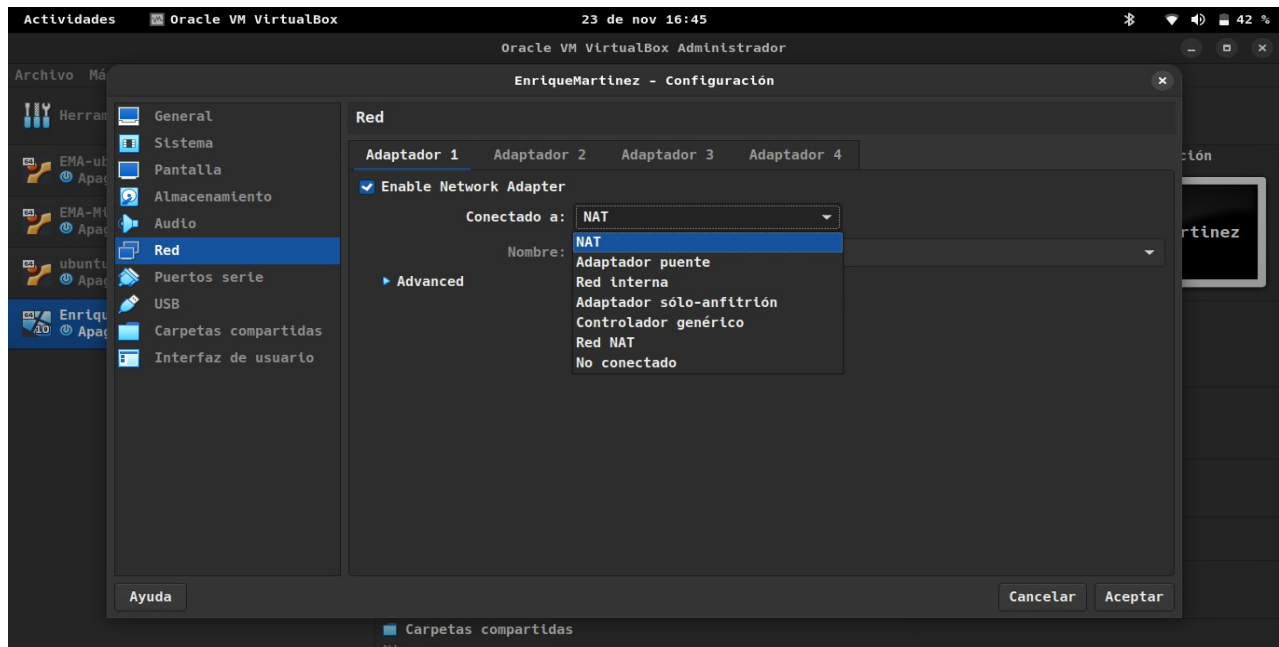 Actividades Oracle VM VirtualBox 23 de nov 16:45 42 %
Oracle VM VirtualBox Administrador
Archivo
EnriqueMartinez - Configuración
General
Sistema
Pantalla
Almacenamiento
Audio
Red
Puertos serie
USB
Carpetas compartidas
Interfaz de usuario
Red
Adaptador 1 Adaptador 2 Adaptador 3 Adaptador 4
Enable Network Adapter
Conectado a: NAT
NAT
Adaptador puente
Red interna
Adaptador sólo-anfitrión
Controlador genérico
Red NAT
No conectado
Nombre:
Advanced
Ayuda Cancelar Aceptar
Carpetas compartidas